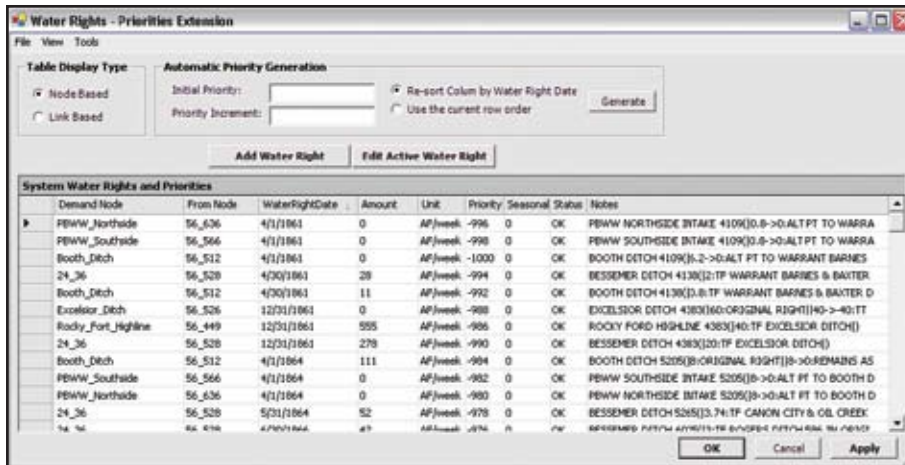 Water Rights - Priorities Extension
File View Tools
Table Display Type
Node Based
Link Based
Automatic Priority Generation
Initial Priority:
Priority Increment:
Re-sort Colum by Water Right Date
Use the current row order
Generate
Add Water Right Edit Active Water Right
System Water Rights and Priorities
Demand Node From Node WaterRightDate Amount Unit Priority Seasonal Status Notes
PBWW_Northside 56_636 4/1/1861 0 AF/week -996 0 OK PBWW NORTHSIDE INTAKE 4109()0.8->0:ALT PT TO WARRA
PBWW_Southside 56_566 4/1/1861 0 AF/week -998 0 OK PBWW SOUTHSIDE INTAKE 4109()0.8->0:ALT PT TO WARRA
Booth_Ditch 56_512 4/1/1861 0 AF/week -1000 0 OK BOOTH DITCH 4109()6.2->0:ALT PT TO WARRANT BARNES
24_36 56_528 4/30/1861 28 AF/week -994 0 OK BESSEMER DITCH 4138()2:TF WARRANT BARNES & BAXTER
Booth_Ditch 56_512 4/30/1861 11 AF/week -992 0 OK BOOTH DITCH 4138()0.8:TF WARRANT BARNES & BAXTER D
Excelsior_Ditch 56_526 12/31/1861 0 AF/week -988 0 OK EXCELSIOR DITCH 4383()60:ORIGINAL RIGHT()40->40:TT
Rocky_Fort_Highline 56_449 12/31/1861 555 AF/week -986 0 OK ROCKY FORD HIGHLINE 4383()40:TF EXCELSIOR DITCH()
24_36 56_528 12/31/1861 278 AF/week -990 0 OK BESSEMER DITCH 4383()20:TF EXCELSIOR DITCH()
Booth_Ditch 56_512 4/1/1864 111 AF/week -984 0 OK BOOTH DITCH 5205()8:ORIGINAL RIGHT()8->0:REMAINS AS
PBWW_Southside 56_566 4/1/1864 0 AF/week -982 0 OK PBWW SOUTHSIDE INTAKE 5205()8->0:ALT PT TO BOOTH D
PBWW_Northside 56_636 4/1/1864 0 AF/week -980 0 OK PBWW NORTHSIDE INTAKE 5205()8->0:ALT PT TO BOOTH D
24_36 56_528 5/31/1864 52 AF/week -978 0 OK BESSEMER DITCH 5265()3.74:TF CANON CITY & OIL CREEK
24_36 56_528 6/30/1866 42 AF/week -976 0 OK BESSEMER DITCH
OK Cancel Apply